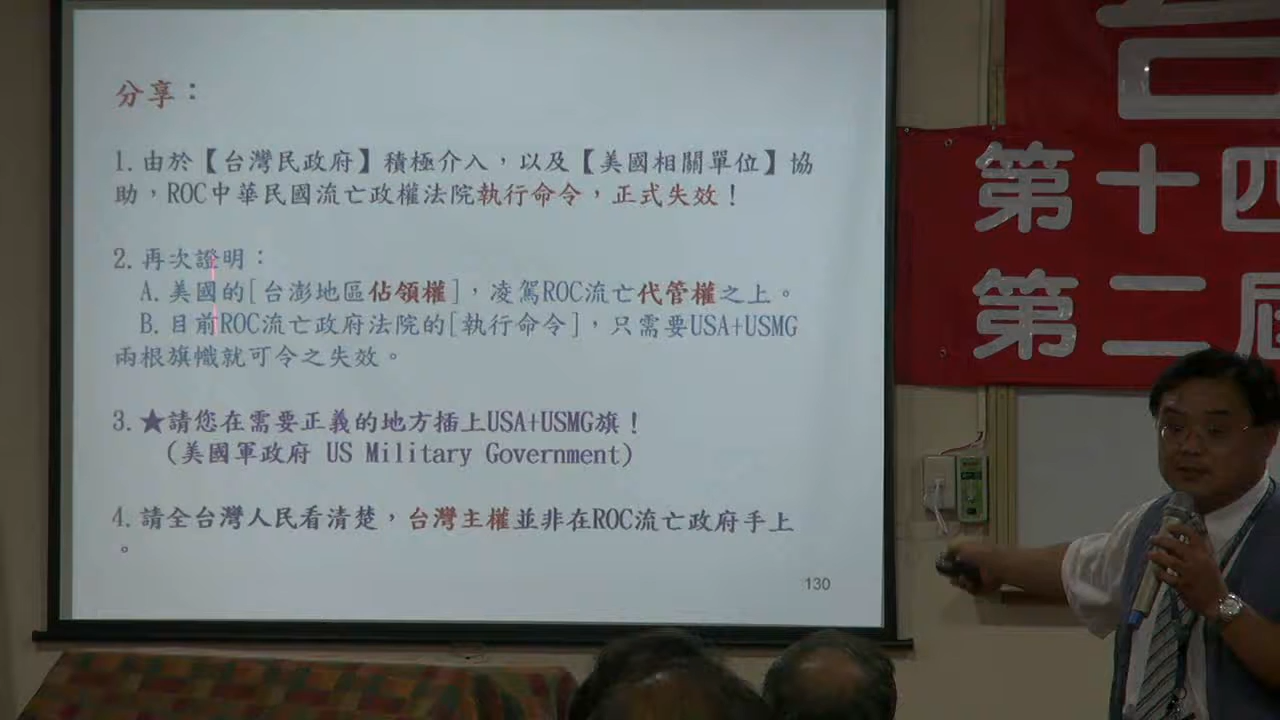 分享：
1.由於【台灣民政府】積極介入，以及【美國相關單位】協
助，ROC中華民國流亡政權法院執行命令，正式失效！
2.再次證明：
A.美國的[台澎地區佔領權]，凌駕ROC流亡代管權之上。
B.目前ROC流亡政府法院的[執行命令]，只需要USA+USMG
兩根旗幟就可令之失效。
3.★請您在需要正義的地方插上USA+USMG旗！
(美國軍政府 US Military Government)
4.請全台灣人民看清楚，台灣主權並非在ROC流亡政府手上
。
130
第十四
第二屆